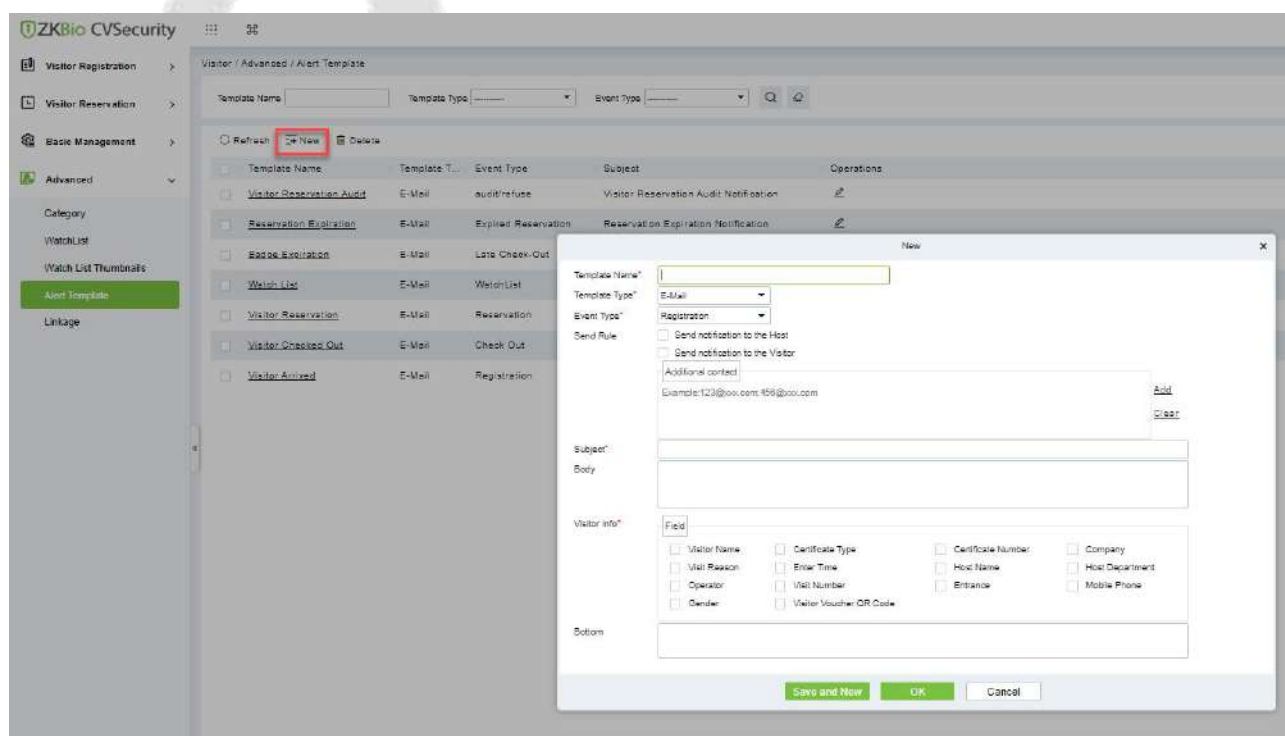 ZKBio CVSecurity
Visitor Registration
Visitor Reservation
Basic Management
Advanced
Category
WatchList
Watch List Thumbnails
Alert Template
Linkage
Visitor / Advanced / Alert Template
Template Name
Template Type ----------
Event Type ----------
Refresh New Delete
Template Name Template T... Event Type Subject Operations
Visitor Reservation Audit E-Mail audit/refuse Visitor Reservation Audit Notification
Reservation Expiration E-Mail Expired Reservation Reservation Expiration Notification
Badge Expiration E-Mail Late Check-Out
Watch List E-Mail WatchList
Visitor Reservation E-Mail Reservation
Visitor Checked Out E-Mail Check Out
Visitor Arrived E-Mail Registration
New
Template Name*
Template Type* E-Mail
Event Type* Registration
Send Rule Send notification to the Host
Send notification to the Visitor
Additional contact
Example:123@xxx.com;456@xxx.com
Add
Clear
Subject*
Body
Visitor Info* Field
Visitor Name Certificate Type Certificate Number Company
Visit Reason Enter Time Host Name Host Department
Operator Visit Number Entrance Mobile Phone
Gender Visitor Voucher QR Code
Bottom
Save and New OK Cancel